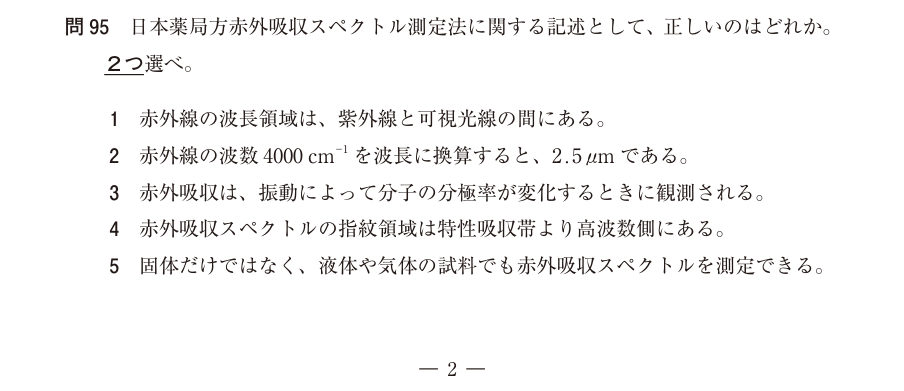 問 95　日本薬局方赤外吸収スペクトル測定法に関する記述として、正しいのはどれか。
２つ選べ。
1　赤外線の波長領域は、紫外線と可視光線の間にある。
2　赤外線の波数 4000 cm⁻¹ を波長に換算すると、2.5 μm である。
3　赤外吸収は、振動によって分子の分極率が変化するときに観測される。
4　赤外吸収スペクトルの指紋領域は特性吸収帯より高波数側にある。
5　固体だけではなく、液体や気体の試料でも赤外吸収スペクトルを測定できる。
— 2 —